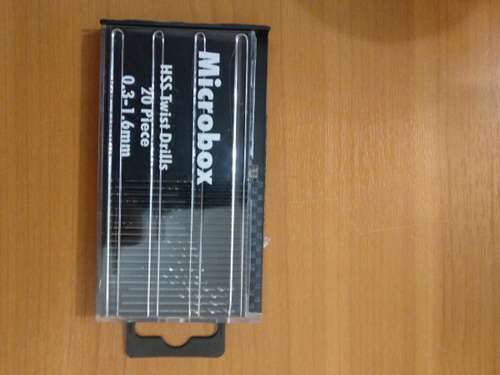 Microbox
HSS Twist Drills
20 Piece
0.3-1.6mm